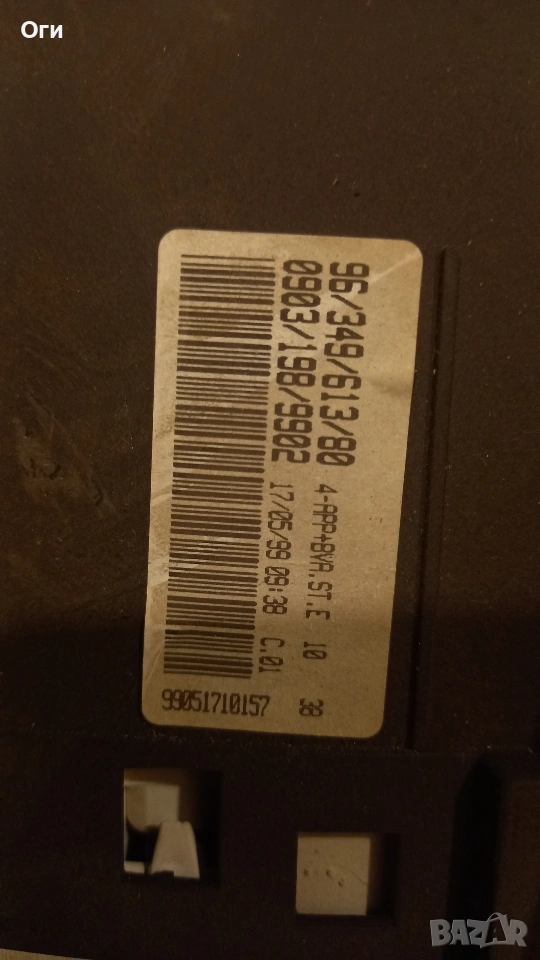 Оги
96/349/613/80 4-APP+BVA.ST.E 10 38
0903/198/9902 17/05/99 09:38 C.01
99051710157
BAZAR